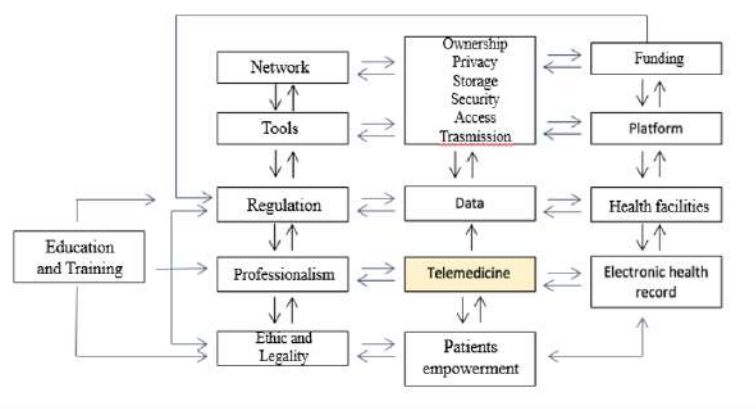 Network
Ownership
Privacy
Storage
Security
Access
Trasmission
Funding
Tools
Platform
Regulation
Data
Health facilities
Education
and Training
Professionalism
Telemedicine
Electronic health
record
Ethic and
Legality
Patients
empowerment